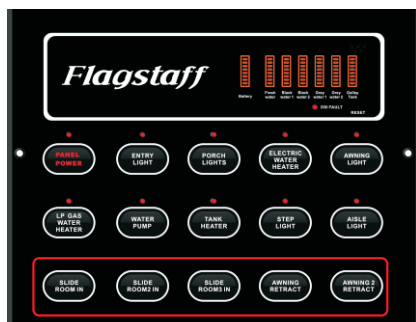 Flagstaff
Battery
Fresh water
Black water 1
Black water 2
Grey water 1
Grey water 2
Galley Tank
DSI FAULT
RESET
PANEL POWER
ENTRY LIGHT
PORCH LIGHTS
ELECTRIC WATER HEATER
AWNING LIGHT
LP GAS WATER HEATER
WATER PUMP
TANK HEATER
STEP LIGHT
AISLE LIGHT
SLIDE ROOM IN
SLIDE ROOM2 IN
SLIDE ROOM3 IN
AWNING RETRACT
AWNING 2 RETRACT